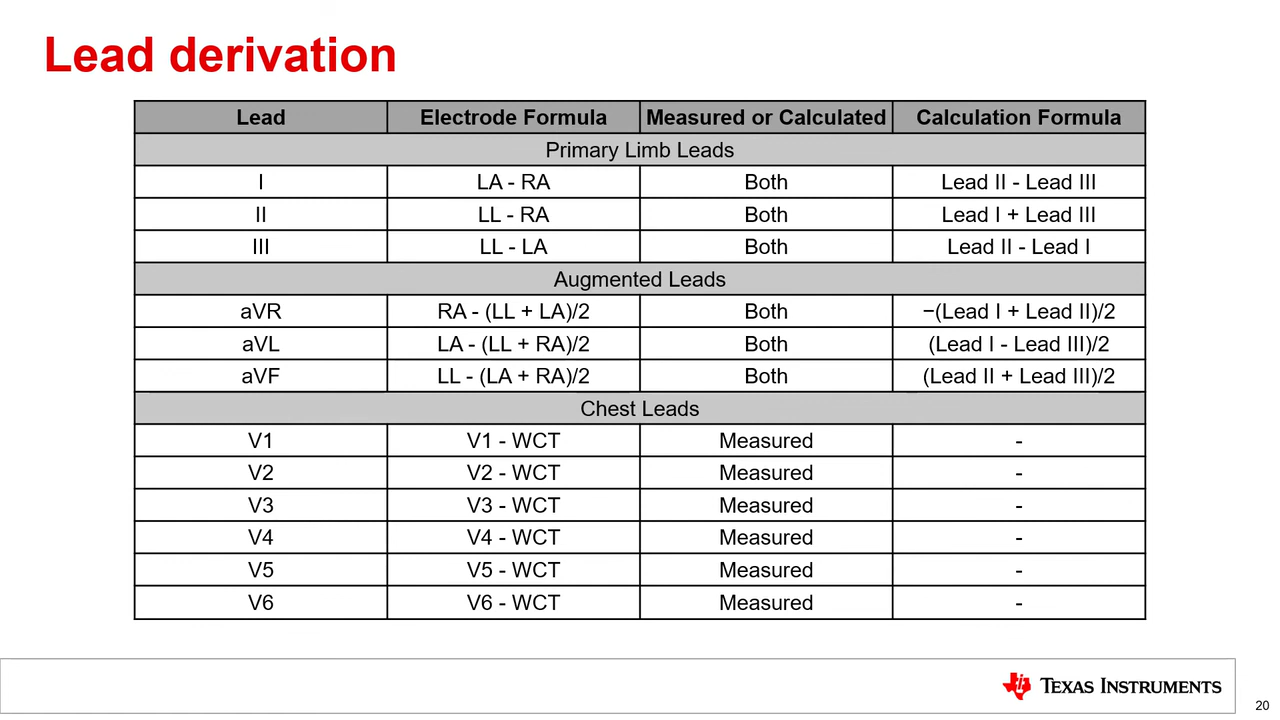 Lead derivation
Lead Electrode Formula Measured or Calculated Calculation Formula
Primary Limb Leads
I LA - RA Both Lead II - Lead III
II LL - RA Both Lead I + Lead III
III LL - LA Both Lead II - Lead I
Augmented Leads
aVR RA - (LL + LA)/2 Both −(Lead I + Lead II)/2
aVL LA - (LL + RA)/2 Both (Lead I - Lead III)/2
aVF LL - (LA + RA)/2 Both (Lead II + Lead III)/2
Chest Leads
V1 V1 - WCT Measured -
V2 V2 - WCT Measured -
V3 V3 - WCT Measured -
V4 V4 - WCT Measured -
V5 V5 - WCT Measured -
V6 V6 - WCT Measured -
TEXAS INSTRUMENTS
20